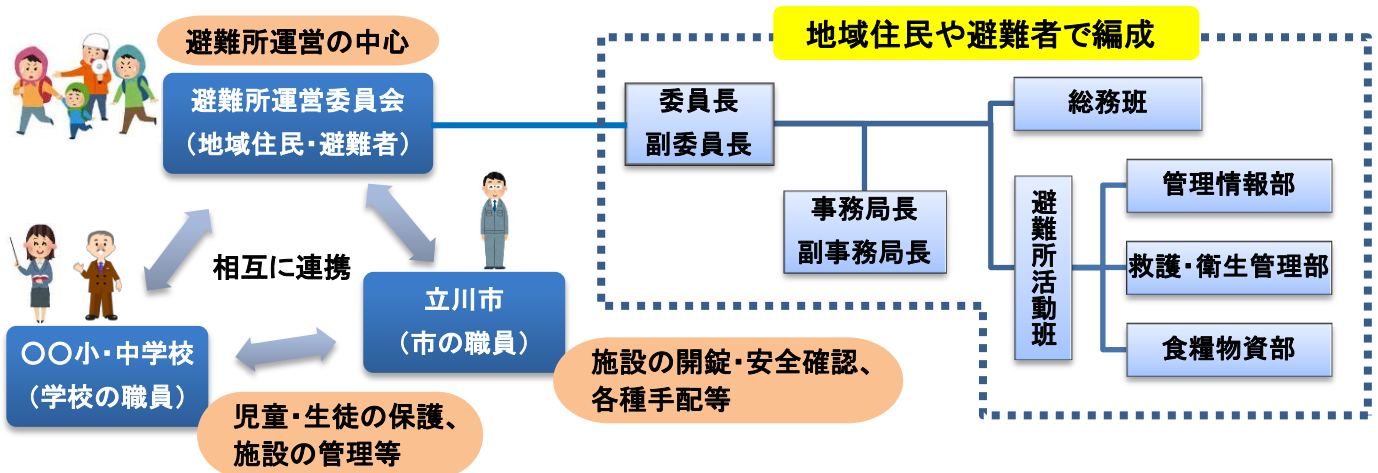 避難所運営の中心
避難所運営委員会
（地域住民・避難者）
相互に連携
立川市
（市の職員）
施設の開錠・安全確認、
各種手配等
〇〇小・中学校
（学校の職員）
児童・生徒の保護、
施設の管理等
地域住民や避難者で編成
委員長
副委員長
事務局長
副事務局長
総務班
避難所活動班
管理情報部
救護・衛生管理部
食糧物資部